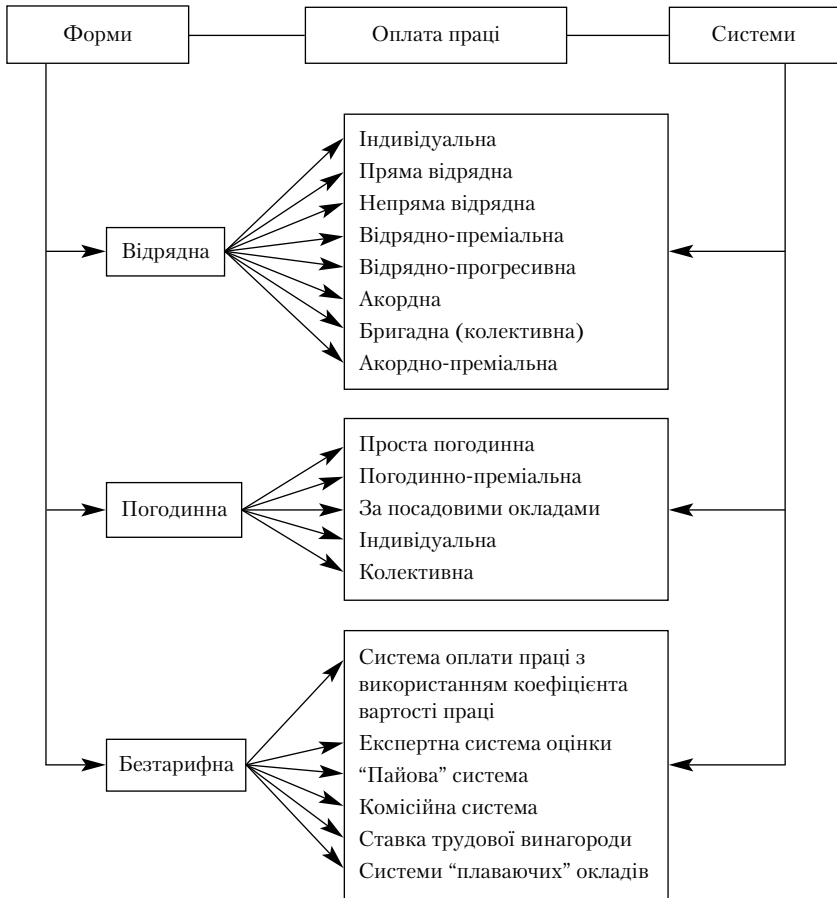 Форми
Оплата праці
Системи
Відрядна
Індивідуальна
Пряма відрядна
Непряма відрядна
Відрядно-преміальна
Відрядно-прогресивна
Акордна
Бригадна (колективна)
Акордно-преміальна
Погодинна
Проста погодинна
Погодинно-преміальна
За посадовими окладами
Індивідуальна
Колективна
Безтарифна
Система оплати праці з
використанням коефіцієнта
вартості праці
Експертна система оцінки
“Пайова” система
Комісійна система
Ставка трудової винагороди
Системи “плаваючих” окладів